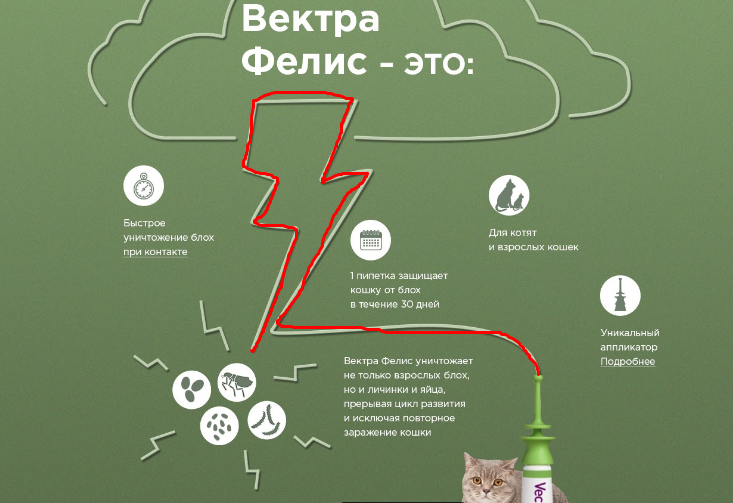 Вектра
Фелис - это:
Быстрое
уничтожение блох
при контакте
1 пипетка защищает
кошку от блох
в течение 30 дней
Для котят
и взрослых кошек
Уникальный
аппликатор
Подробнее
Вектра Фелис уничтожает
не только взрослых блох,
но и личинки и яйца,
прерывая цикл развития
и исключая повторное
заражение кошки
Vec